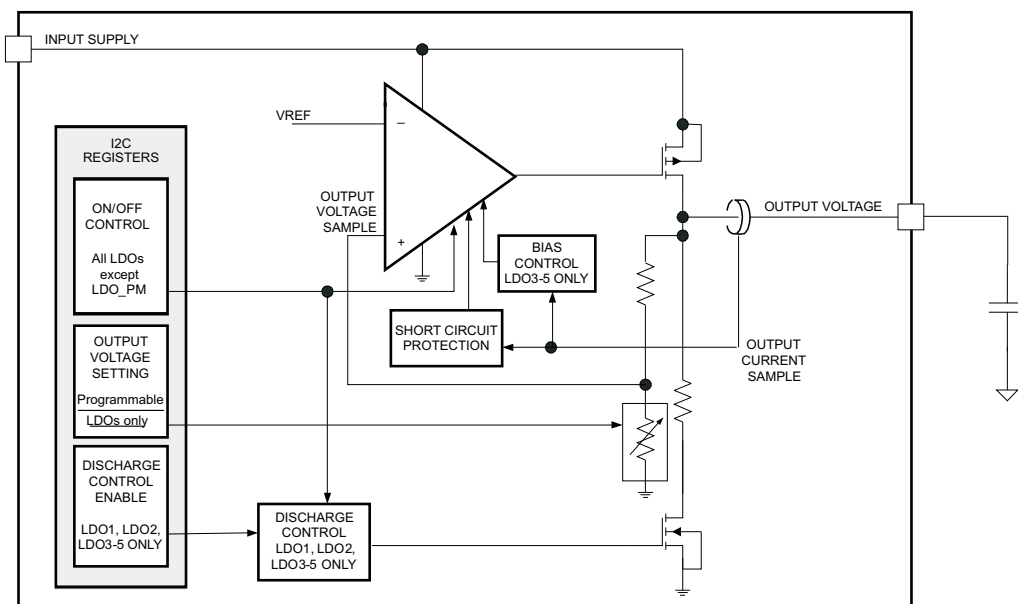 INPUT SUPPLY
VREF
−
+
OUTPUT
VOLTAGE
SAMPLE
I2C
REGISTERS
ON/OFF
CONTROL
All LDOs
except
LDO_PM
OUTPUT
VOLTAGE
SETTING
Programmable
LDOs only
DISCHARGE
CONTROL
ENABLE
LDO1, LDO2,
LDO3-5 ONLY
DISCHARGE
CONTROL
LDO1, LDO2,
LDO3-5 ONLY
SHORT CIRCUIT
PROTECTION
BIAS
CONTROL
LDO3-5 ONLY
OUTPUT VOLTAGE
OUTPUT
CURRENT
SAMPLE